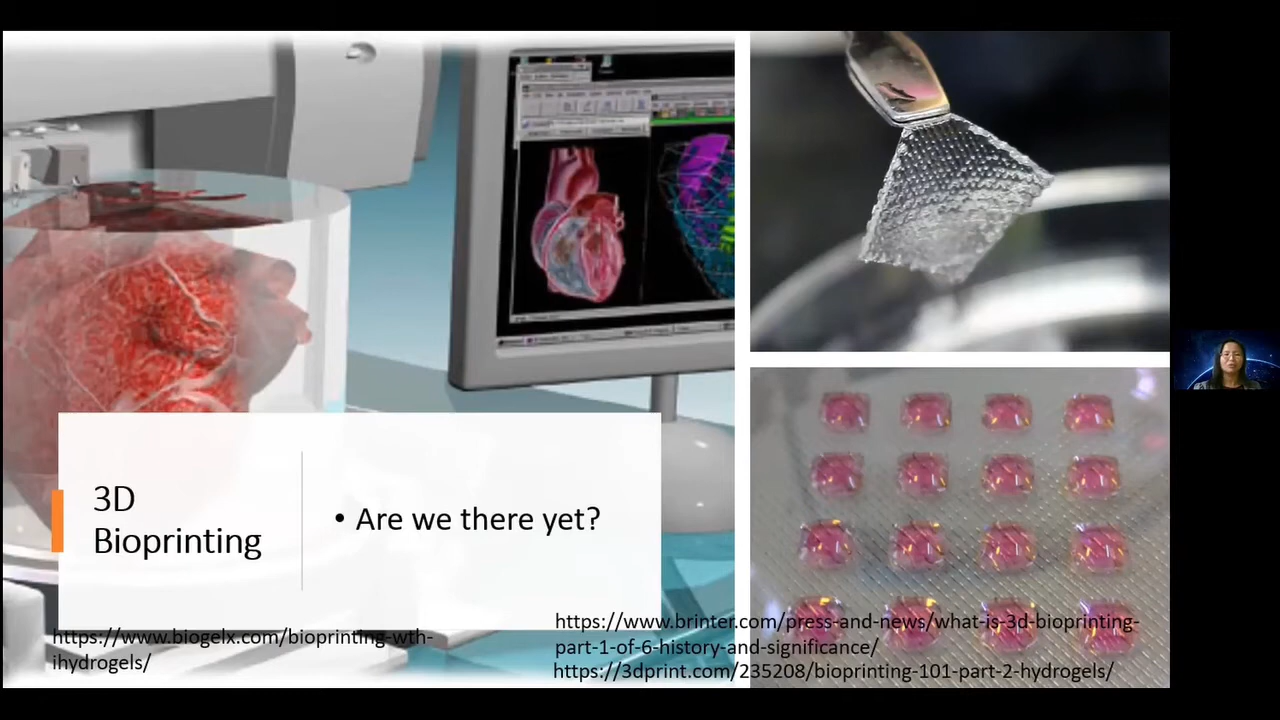 3D
Bioprinting
• Are we there yet?
https://www.biogelx.com/bioprinting-wth-
ihydrogels/
https://www.brinter.com/press-and-news/what-is-3d-bioprinting-
part-1-of-6-history-and-significance/
https://3dprint.com/235208/bioprinting-101-part-2-hydrogels/